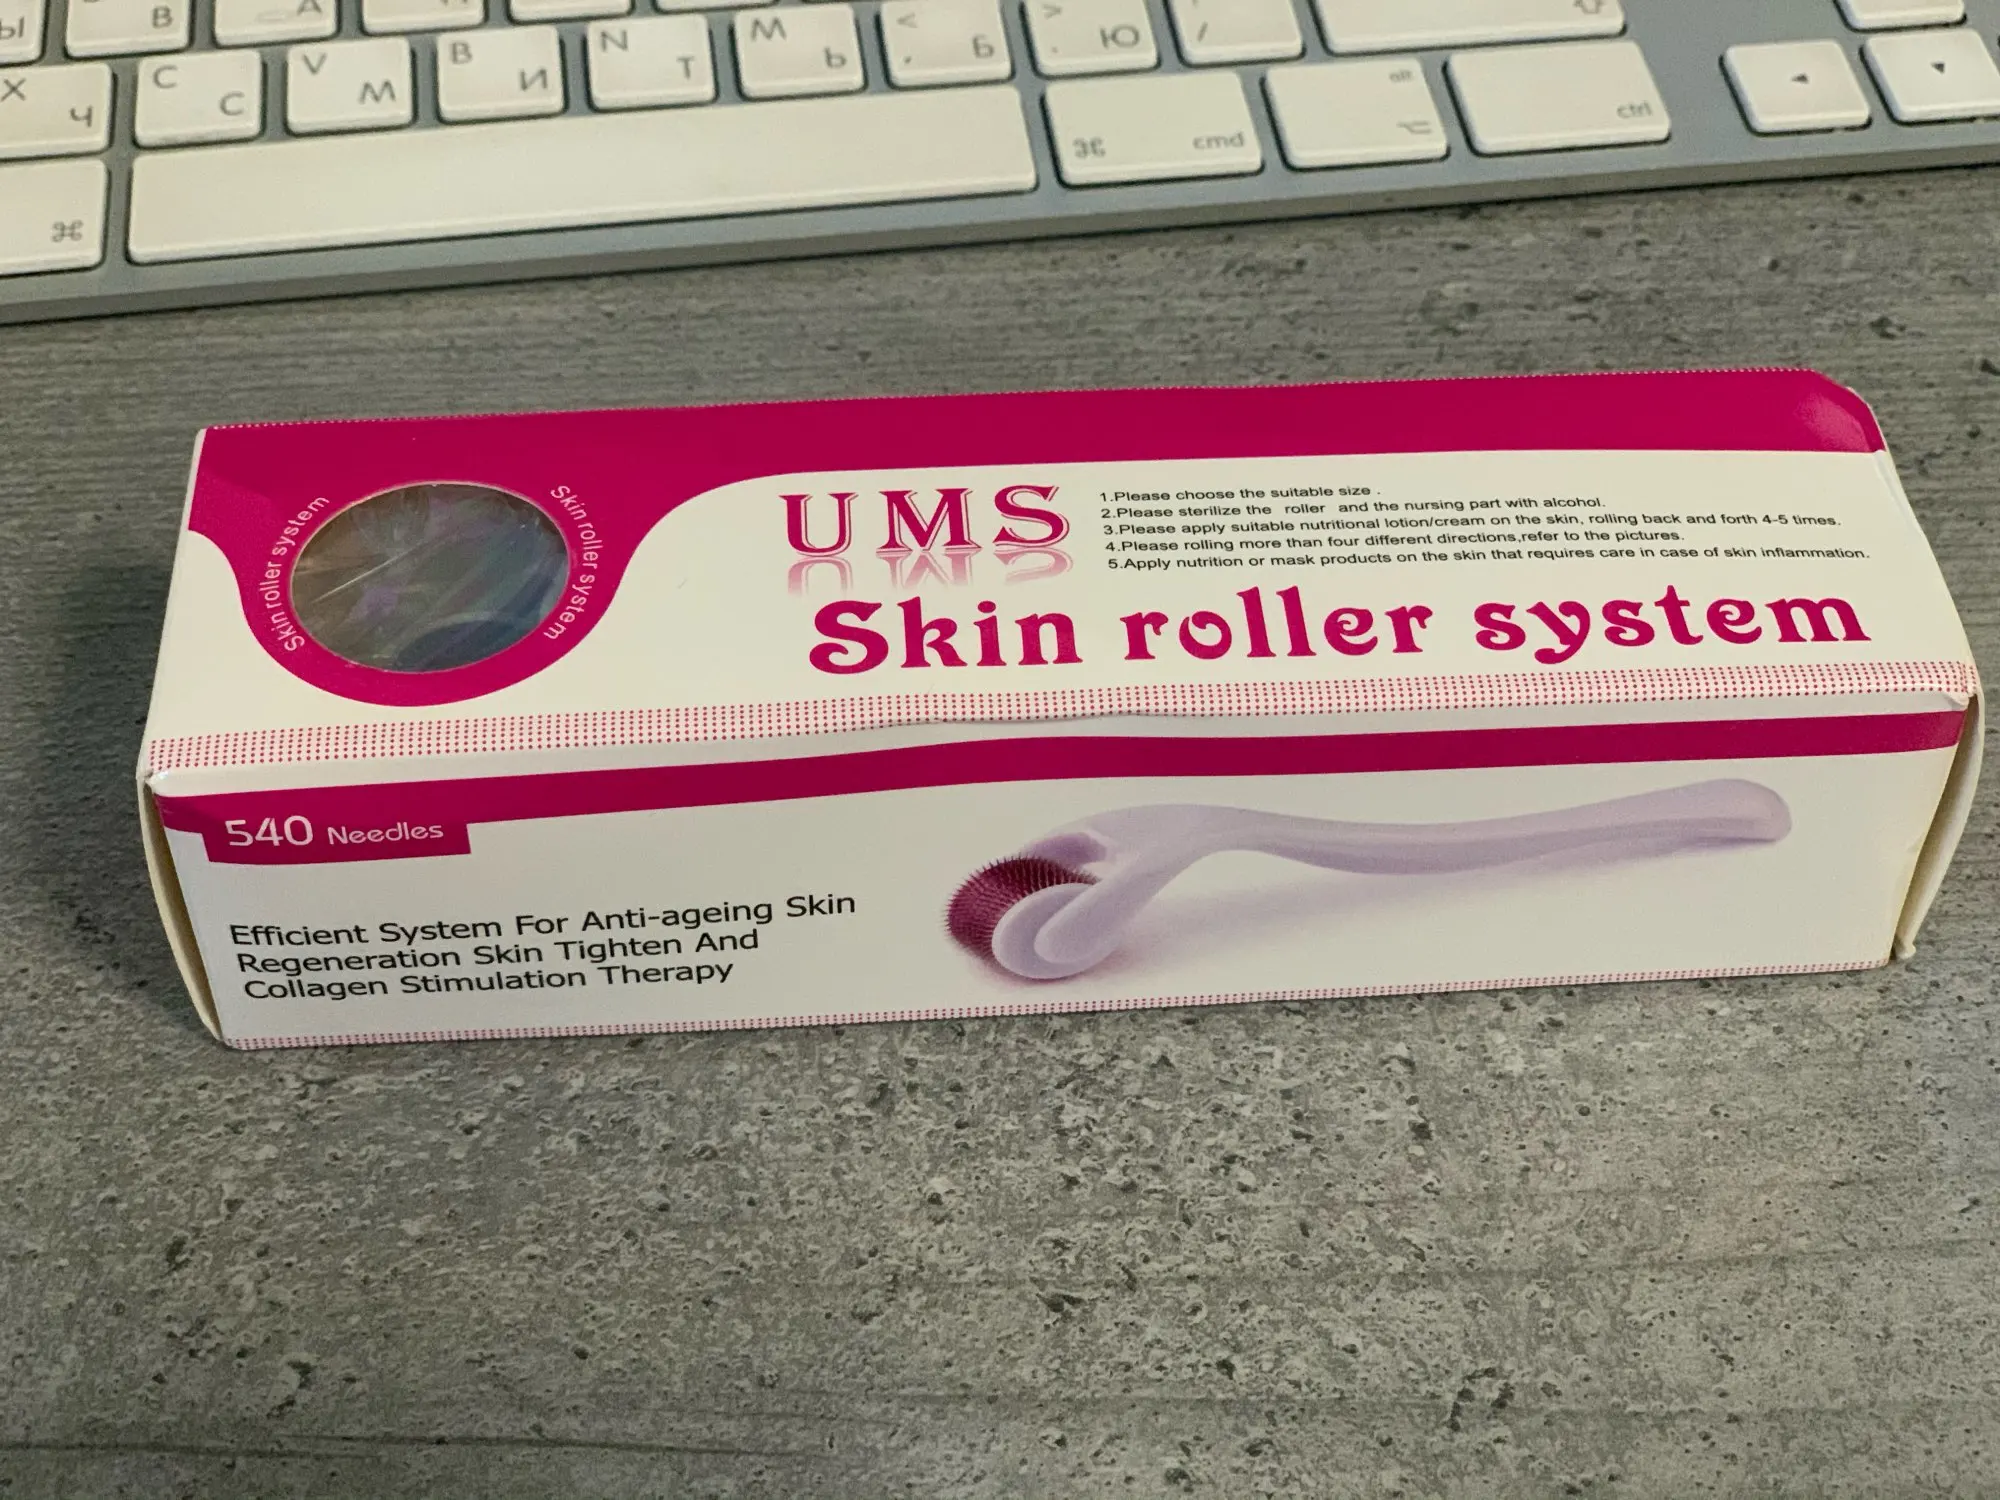 Ы
B
A
X Ч
C С
V М
B И
N Т
M Ь
< , Б
> . Ю
/
⌘
⌘ cmd
alt ⌥
ctrl
◄
▼
Skin roller system
Skin roller system
UMS
1.Please choose the suitable size .
2.Please sterilize the roller and the nursing part with alcohol.
3.Please apply suitable nutritional lotion/cream on the skin, rolling back and forth 4-5 times.
4.Please rolling more than four different directions,refer to the pictures.
5.Apply nutrition or mask products on the skin that requires care in case of skin inflammation.
Skin roller system
540 Needles
Efficient System For Anti-ageing Skin
Regeneration Skin Tighten And
Collagen Stimulation Therapy